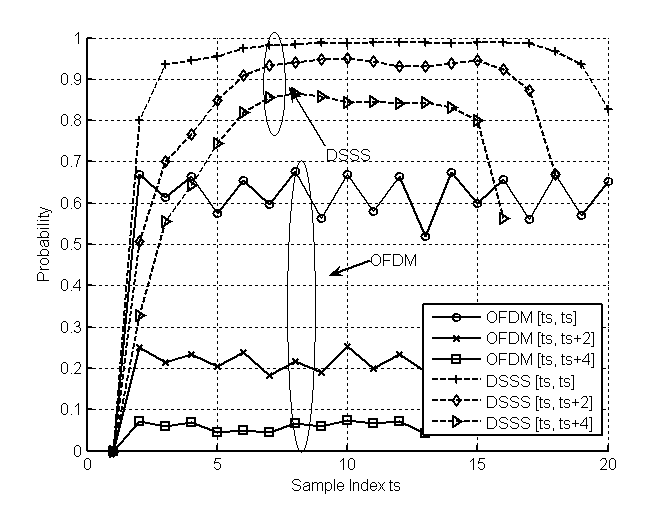 1
0.9
0.8
0.7
0.6
0.5
0.4
0.3
0.2
0.1
0
Probability
DSSS
OFDM
OFDM [ts, ts]
OFDM [ts, ts+2]
OFDM [ts, ts+4]
DSSS [ts, ts]
DSSS [ts, ts+2]
DSSS [ts, ts+4]
0 5 10 15 20
Sample Index ts